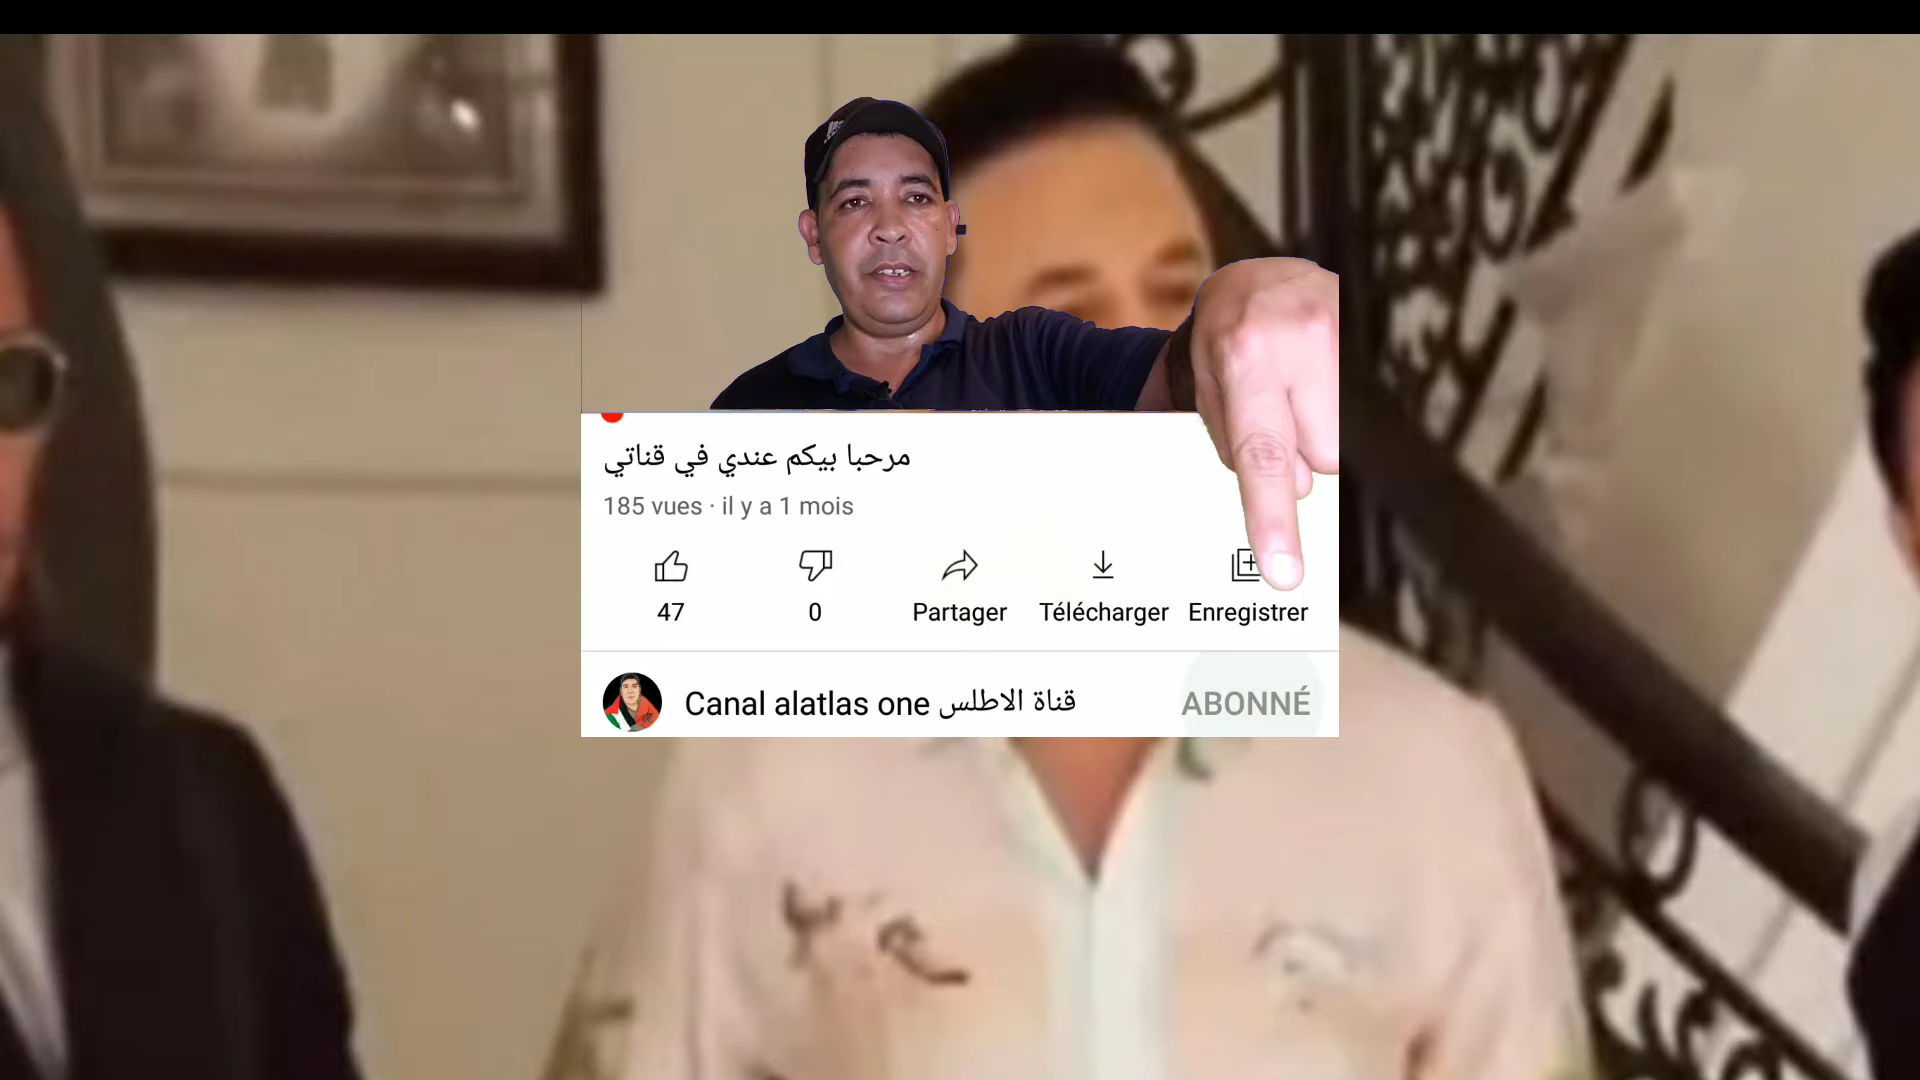 مرحبا بيكم عندي في قناتي
185 vues · il y a 1 mois
47 0 Partager Télécharger Enregistrer
Canal alatlas one قناة الاطلس ABONNÉ